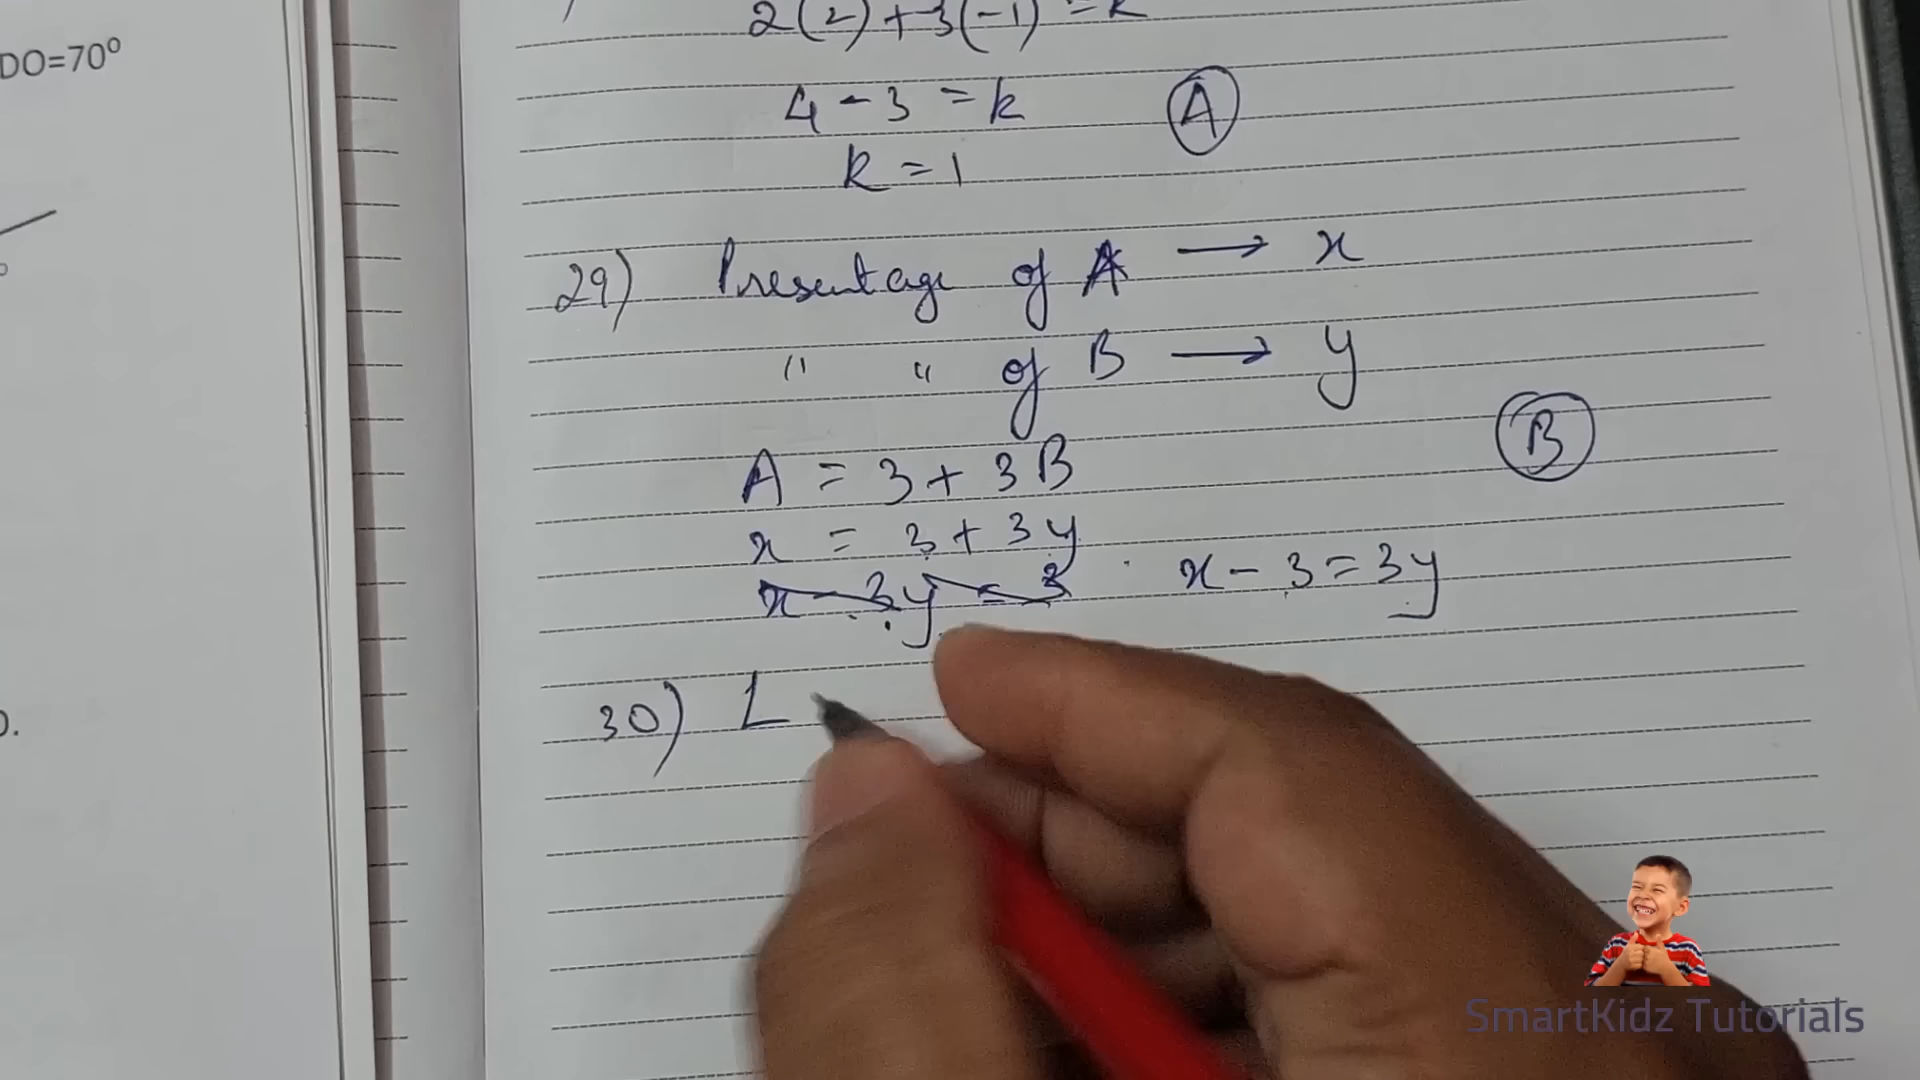 DO=70°
0.
2(2)+3(-1) = k
4 - 3 = k
A
k = 1
29) Presentage of A → x
" " of B → y
B
A = 3 + 3B
x = 3 + 3y
x - 3y = 3
x - 3 = 3y
30) L
SmartKidz Tutorials